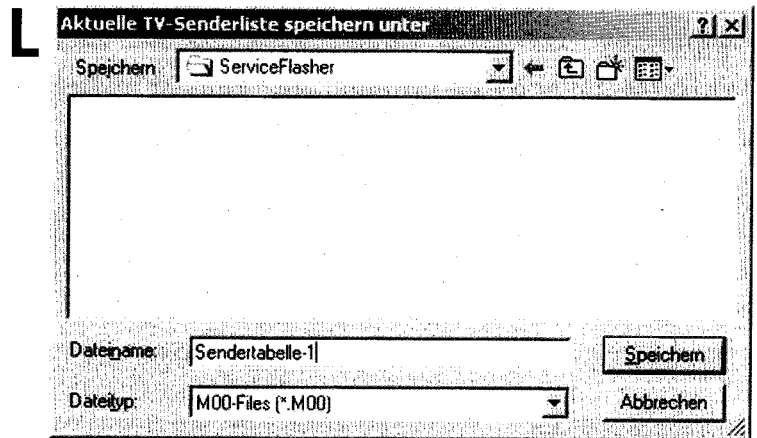 L
Aktuelle TV-Senderliste speichern unter
Speichern ServiceFlasher
Dateiname: Sendertabelle-1 Speichern
Dateityp: M00-Files (*.M00) Abbrechen